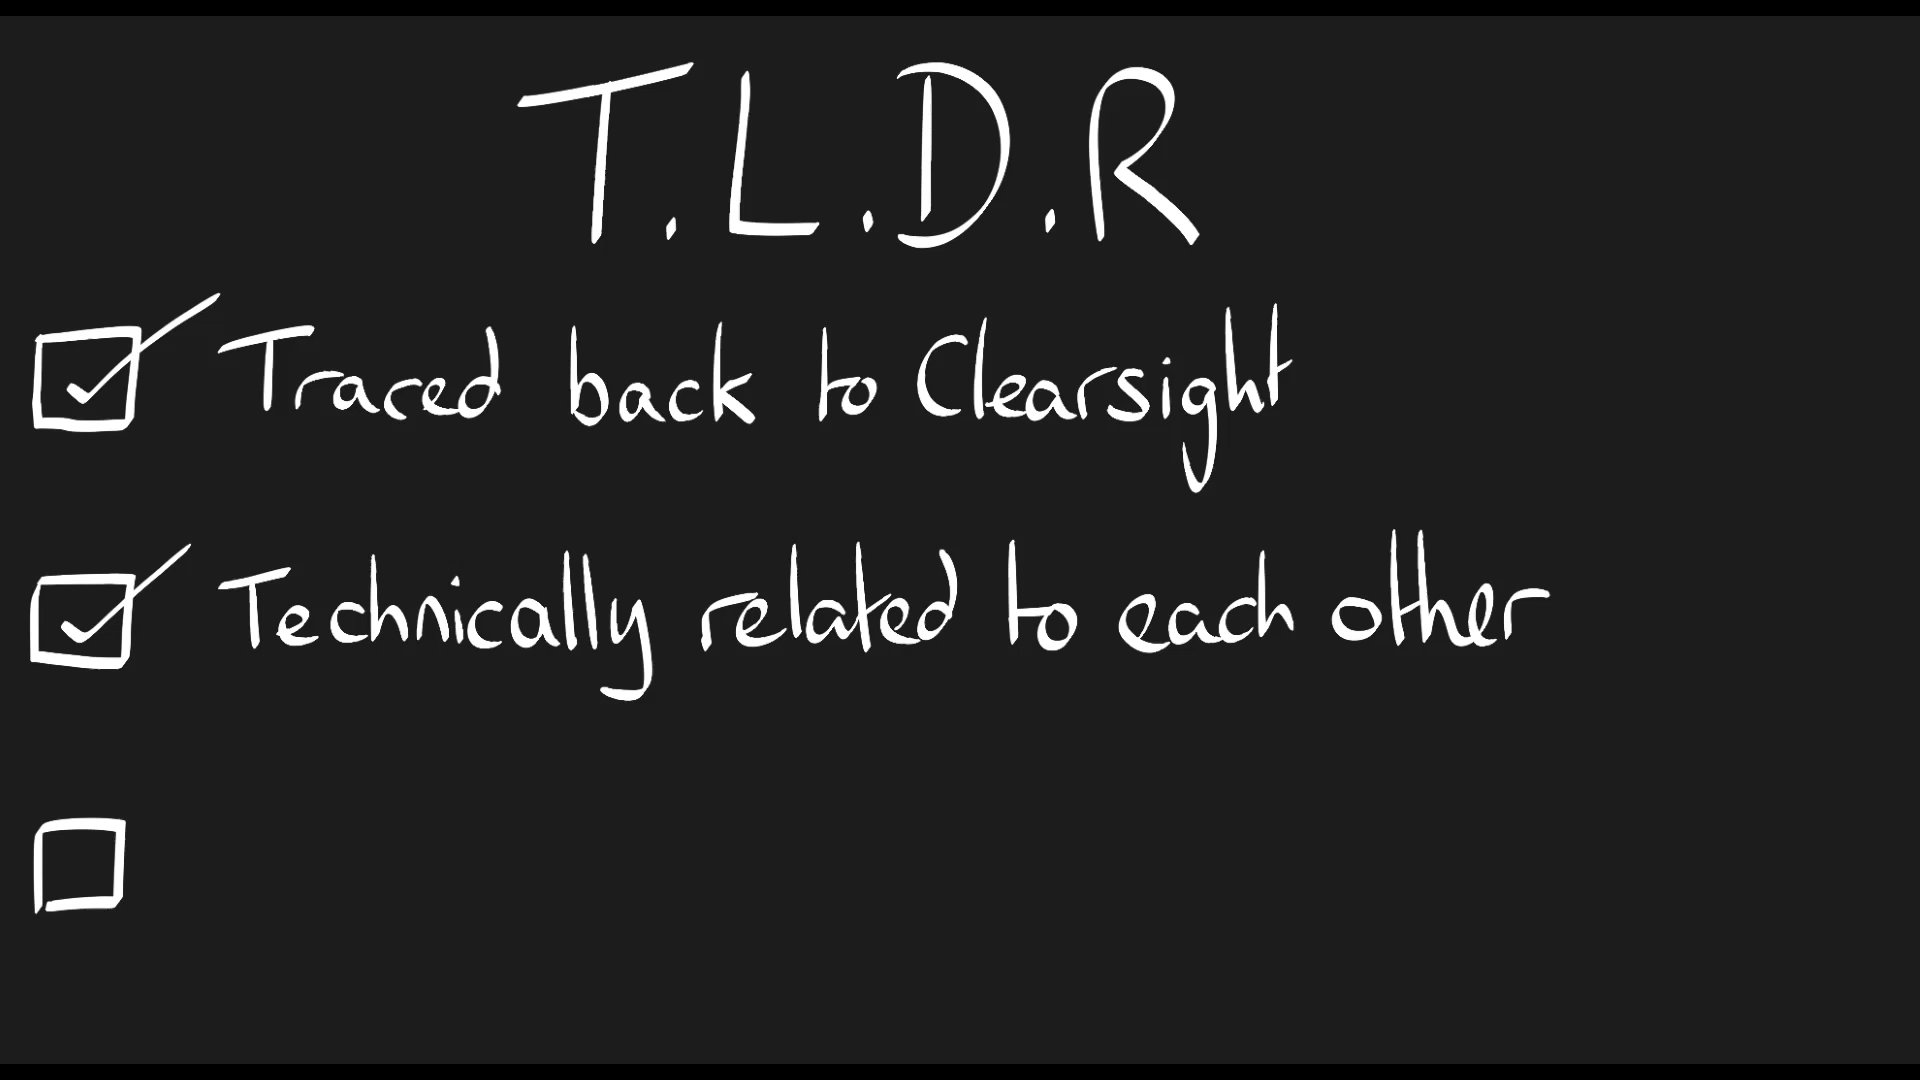 T.L.D.R
Traced back to Clearsight
Technically related to each other